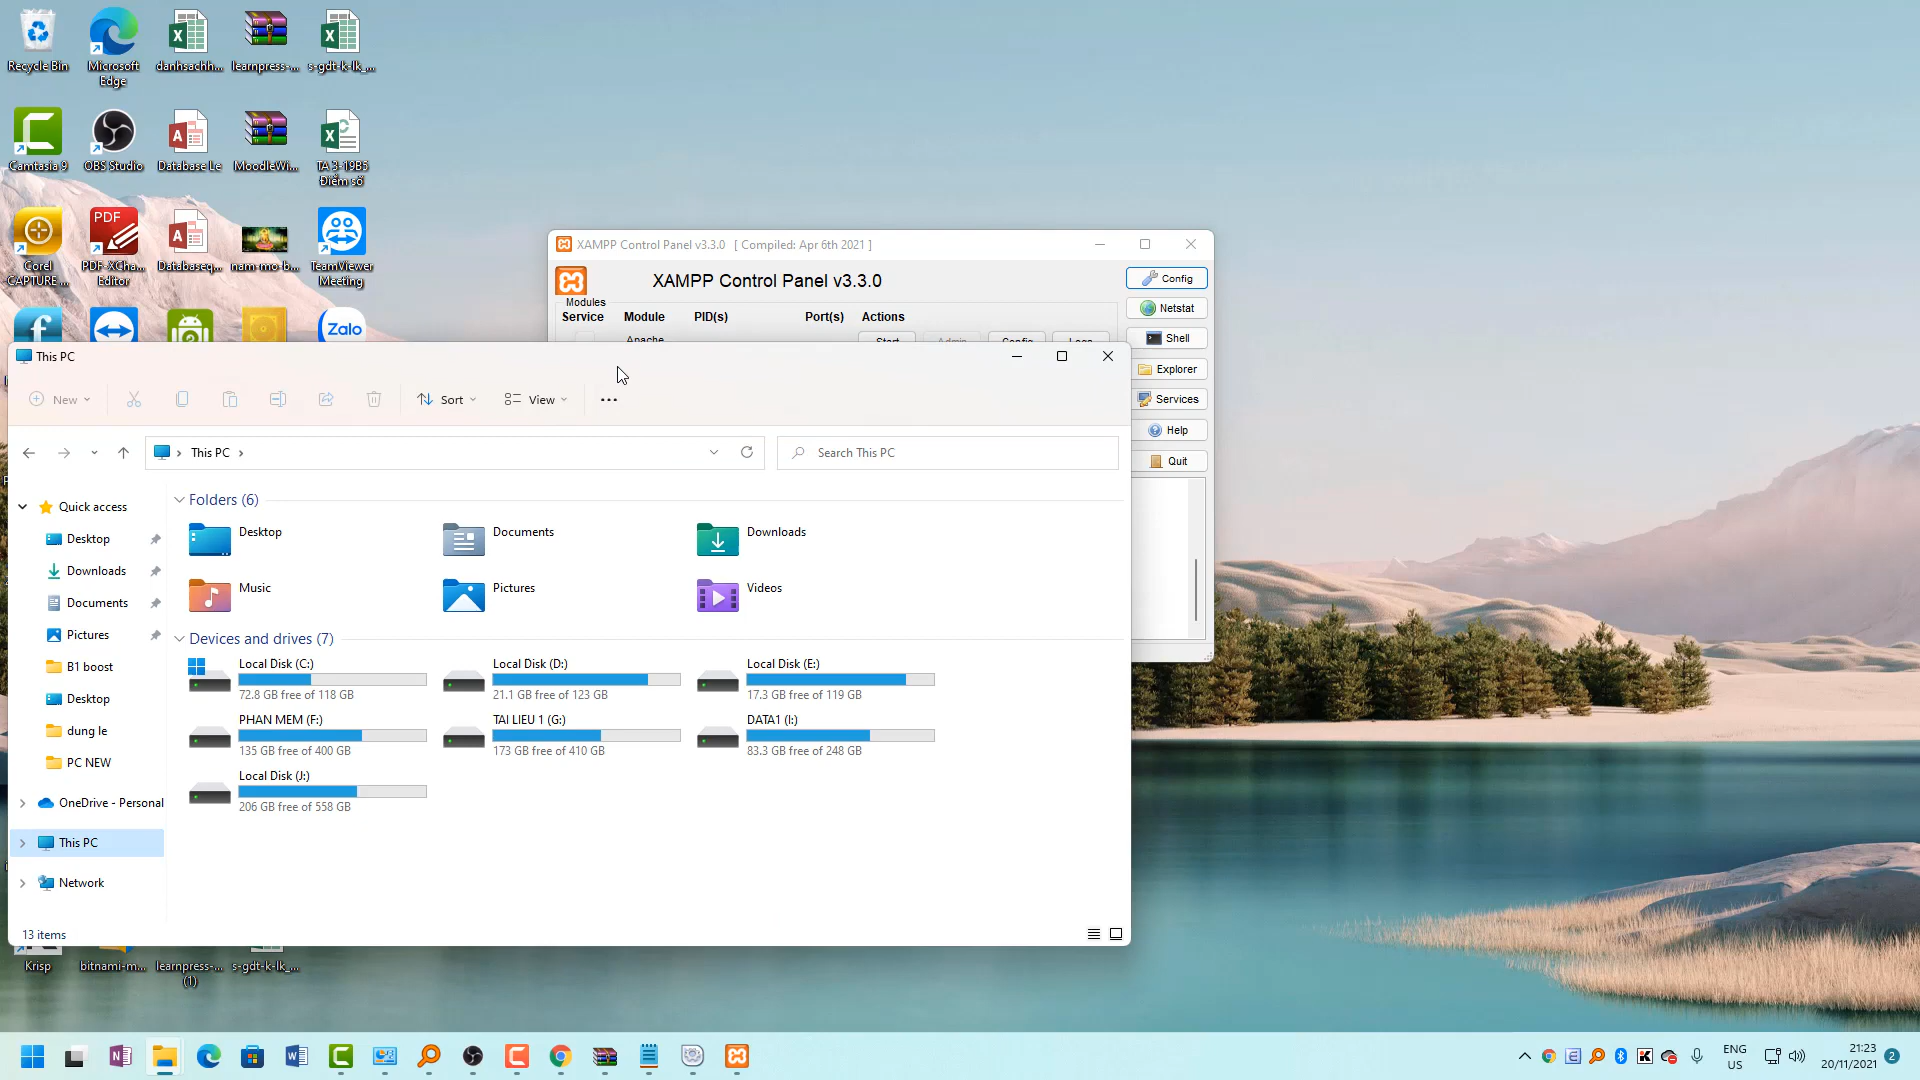 Recycle Bin
Microsoft Edge
danhsachh...
learnpress-...
s-gdt-k-lk_...
Camtasia 9
OBS Studio
Database Le
MoodleWi...
TA 3-19B5 Điểm số
Corel CAPTURE ...
PDF-XCha... Editor
Databaseq...
nam-mo-b...
TeamViewer Meeting
PDF
Zalo
XAMPP Control Panel v3.3.0 [ Compiled: Apr 6th 2021 ]
XAMPP Control Panel v3.3.0
Modules
Service Module PID(s) Port(s) Actions
Apache Start Admin Config Logs
Config
Netstat
Shell
Explorer
Services
Help
Quit
This PC
New
Sort
View
This PC
Search This PC
Quick access
Desktop
Downloads
Documents
Pictures
B1 boost
Desktop
dung le
PC NEW
OneDrive - Personal
This PC
Network
Folders (6)
Desktop
Documents
Downloads
Music
Pictures
Videos
Devices and drives (7)
Local Disk (C:)
72.8 GB free of 118 GB
Local Disk (D:)
21.1 GB free of 123 GB
Local Disk (E:)
17.3 GB free of 119 GB
PHAN MEM (F:)
135 GB free of 400 GB
TAI LIEU 1 (G:)
173 GB free of 410 GB
DATA1 (I:)
83.3 GB free of 248 GB
Local Disk (J:)
206 GB free of 558 GB
13 items
Krisp
bitnami-m...
learnpress-... (1)
s-gdt-k-lk_...
ENG
US
21:23
20/11/2021
2